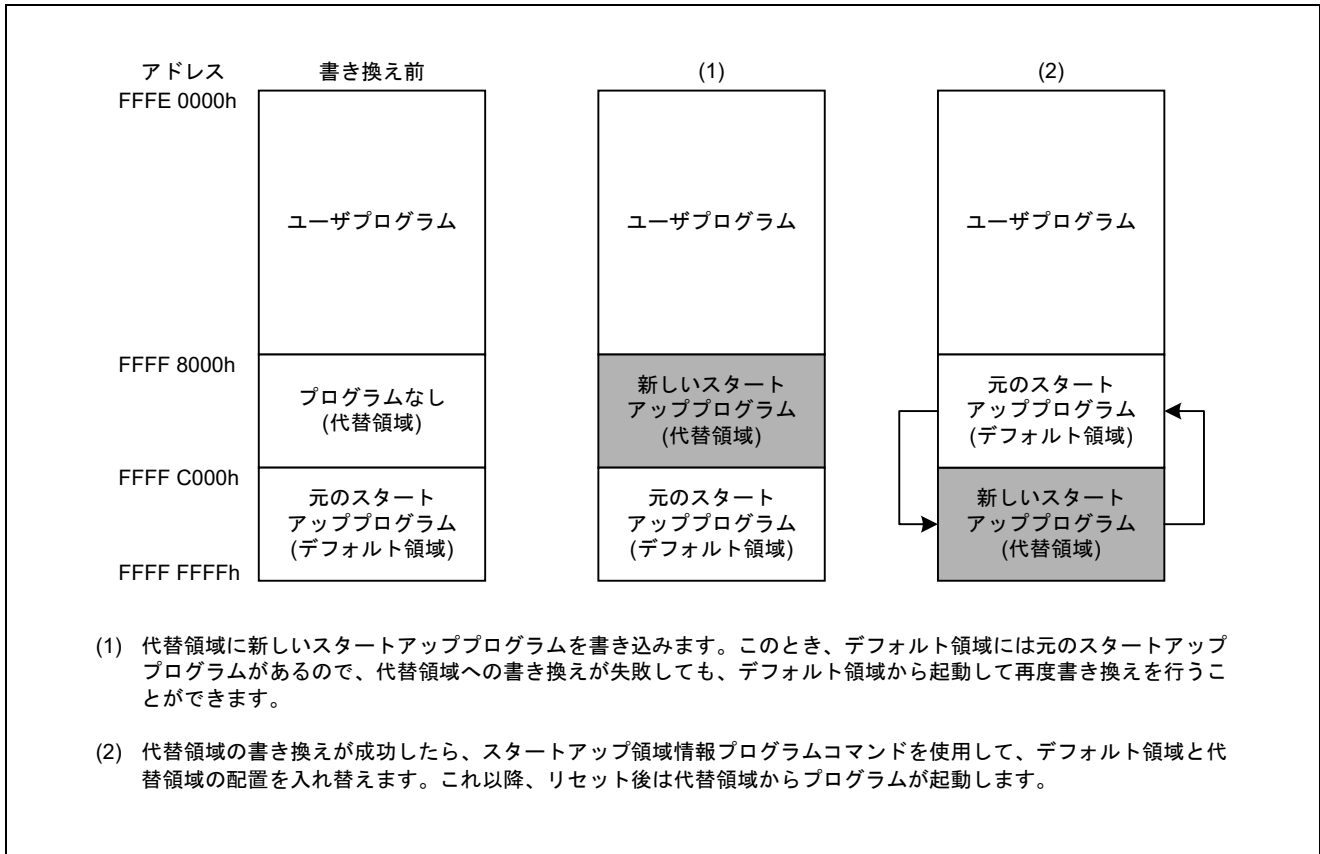 アドレス 書き換え前 (1) (2)
FFFE 0000h
ユーザプログラム ユーザプログラム ユーザプログラム
FFFF 8000h
プログラムなし
(代替領域)
新しいスタート
アッププログラム
(代替領域)
元のスタート
アッププログラム
(デフォルト領域)
FFFF C000h
元のスタート
アッププログラム
(デフォルト領域)
元のスタート
アッププログラム
(デフォルト領域)
新しいスタート
アッププログラム
(代替領域)
FFFF FFFFh
(1) 代替領域に新しいスタートアッププログラムを書き込みます。このとき、デフォルト領域には元のスタートアップ
プログラムがあるので、代替領域への書き換えが失敗しても、デフォルト領域から起動して再度書き換えを行うこ
とができます。
(2) 代替領域の書き換えが成功したら、スタートアップ領域情報プログラムコマンドを使用して、デフォルト領域と代
替領域の配置を入れ替えます。これ以降、リセット後は代替領域からプログラムが起動します。